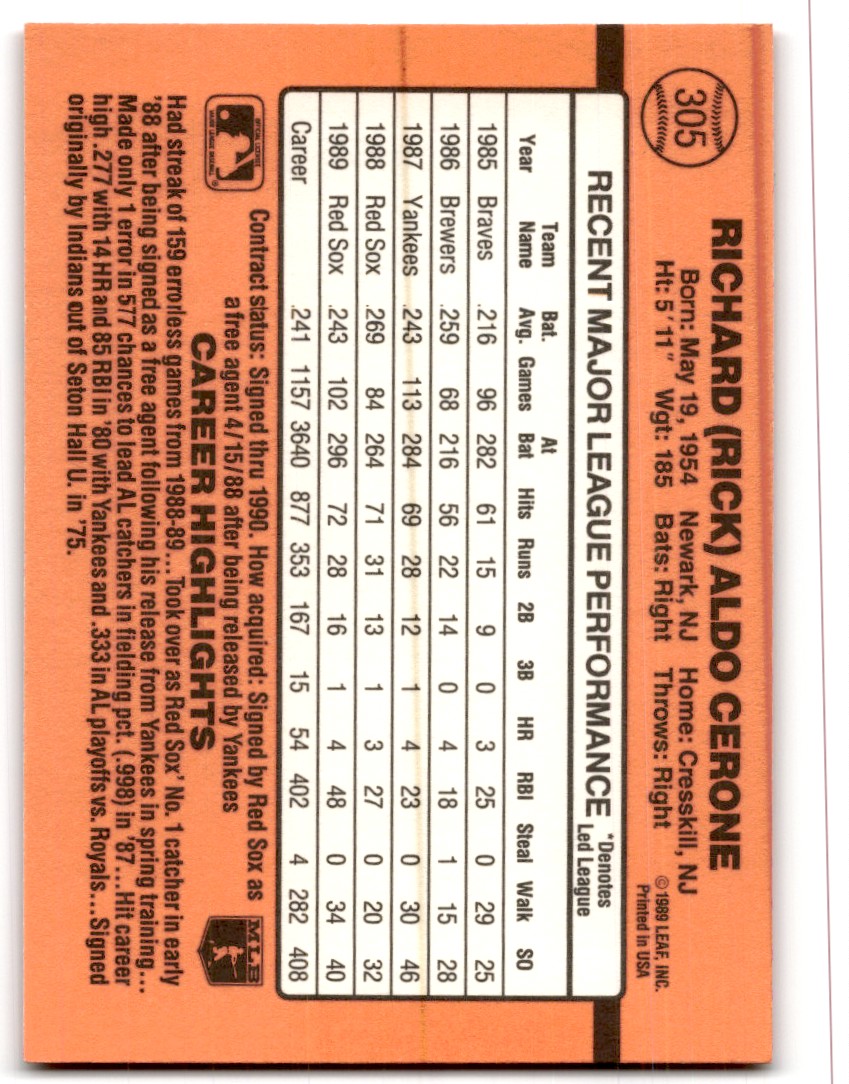 305
RICHARD (RICK) ALDO CERONE
Born: May 19, 1954 Newark, NJ Home: Cresskill, NJ
Ht: 5' 11" Wgt: 185 Bats: Right Throws: Right
©1989 LEAF, INC.
Printed in USA
RECENT MAJOR LEAGUE PERFORMANCE *Denotes Led League
Year Team Name Bat. Avg. Games At Bat Hits Runs 2B 3B HR RBI Steal Walk SO
1985 Braves .216 96 282 61 15 9 0 3 25 0 29 25
1986 Brewers .259 68 216 56 22 14 0 4 18 1 15 28
1987 Yankees .243 113 284 69 28 12 1 4 23 0 30 46
1988 Red Sox .269 84 264 71 31 13 1 3 27 0 20 32
1989 Red Sox .243 102 296 72 28 16 1 4 48 0 34 40
Career .241 1157 3640 877 353 167 15 54 402 4 282 408
OFFICIAL LICENSEE
MAJOR LEAGUE BASEBALL
Contract status: Signed thru 1990. How acquired: Signed by Red Sox as
a free agent 4/15/88 after being released by Yankees
MLB
CAREER HIGHLIGHTS
Had streak of 159 errorless games from 1988-89...Took over as Red Sox' No. 1 catcher in early
'88 after being signed as a free agent following his release from Yankees in spring training...
Made only 1 error in 577 chances to lead AL catchers in fielding pct. (.998) in '87...Hit career
high .277 with 14 HR and 85 RBI in '80 with Yankees and .333 in AL playoffs vs. Royals...Signed
originally by Indians out of Seton Hall U. in '75.